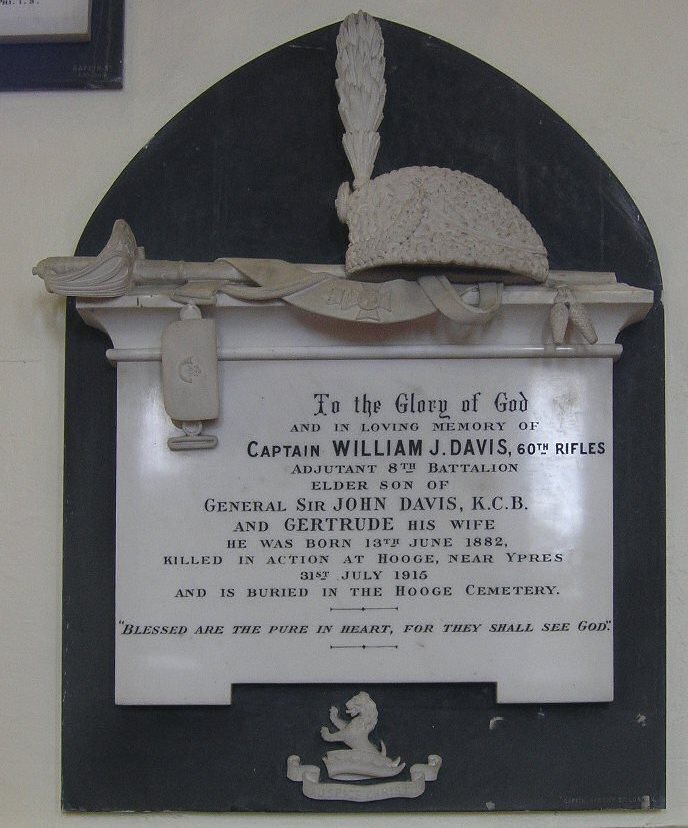 To the Glory of God
AND IN LOVING MEMORY OF
CAPTAIN WILLIAM J. DAVIS, 60TH RIFLES
ADJUTANT 8TH BATTALION
ELDER SON OF
GENERAL SIR JOHN DAVIS, K.C.B.
AND GERTRUDE HIS WIFE
HE WAS BORN 13TH JUNE 1882,
KILLED IN ACTION AT HOOGE, NEAR YPRES
31ST JULY 1915
AND IS BURIED IN THE HOOGE CEMETERY.
"BLESSED ARE THE PURE IN HEART, FOR THEY SHALL SEE GOD".